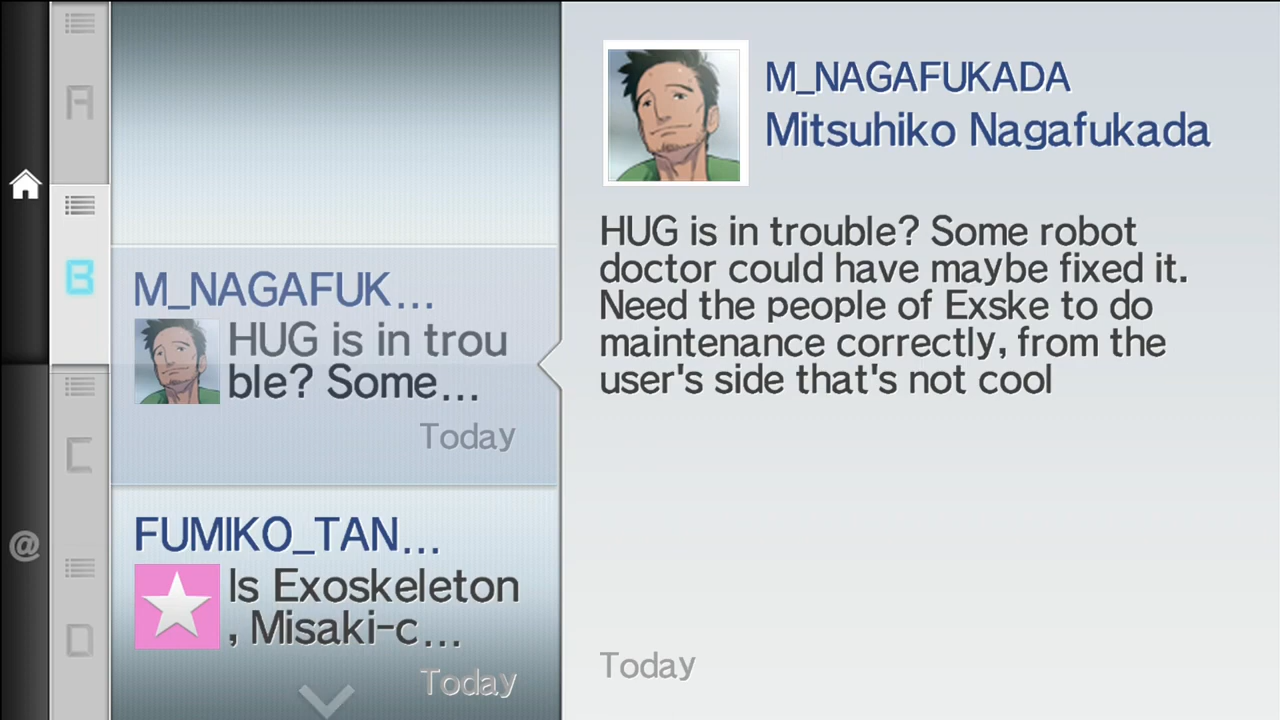 A
B
C
D
@
M_NAGAFUK...
HUG is in trou
ble? Some...
Today
FUMIKO_TAN...
Is Exoskeleton
, Misaki-c...
Today
M_NAGAFUKADA
Mitsuhiko Nagafukada
HUG is in trouble? Some robot
doctor could have maybe fixed it.
Need the people of Exske to do
maintenance correctly, from the
user's side that's not cool
Today